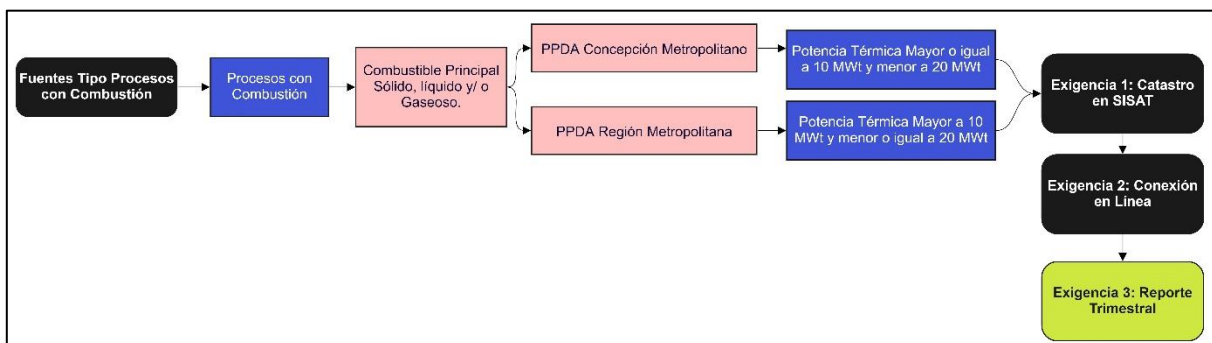 Fuentes Tipo Procesos
con Combustión
Procesos con
Combustión
Combustible Principal
Sólido, líquido y/ o
Gaseoso.
PPDA Concepción Metropolitano
Potencia Térmica Mayor o igual
a 10 MWt y menor a 20 MWt
PPDA Región Metropolitana
Potencia Térmica Mayor a 10
MWt y menor o igual a 20 MWt
Exigencia 1: Catastro
en SISAT
Exigencia 2: Conexión
en Línea
Exigencia 3: Reporte
Trimestral